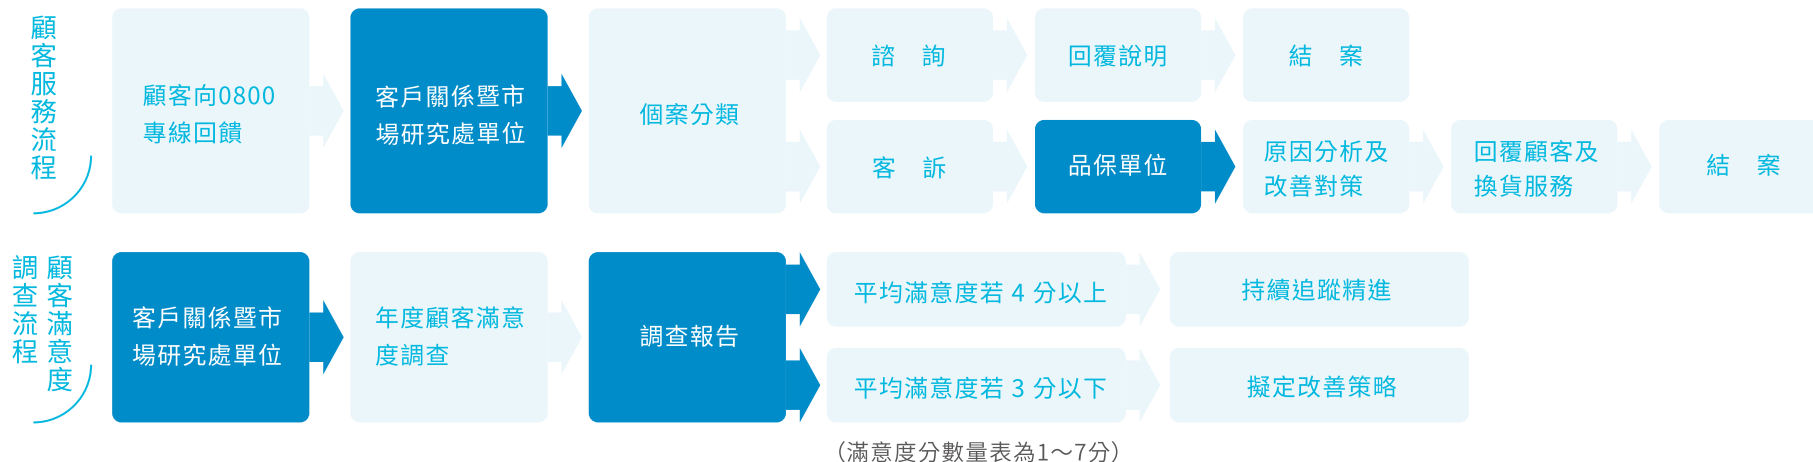 顧客服務流程
顧客向0800
專線回饋
客戶關係暨市
場研究處單位
個案分類
諮　詢
回覆說明
結　案
客　訴
品保單位
原因分析及
改善對策
回覆顧客及
換貨服務
結　案
顧客滿意度
調查流程
客戶關係暨市
場研究處單位
年度顧客滿意
度調查
調查報告
平均滿意度若 4 分以上
持續追蹤精進
平均滿意度若 3 分以下
擬定改善策略
（滿意度分數量表為1～7分）